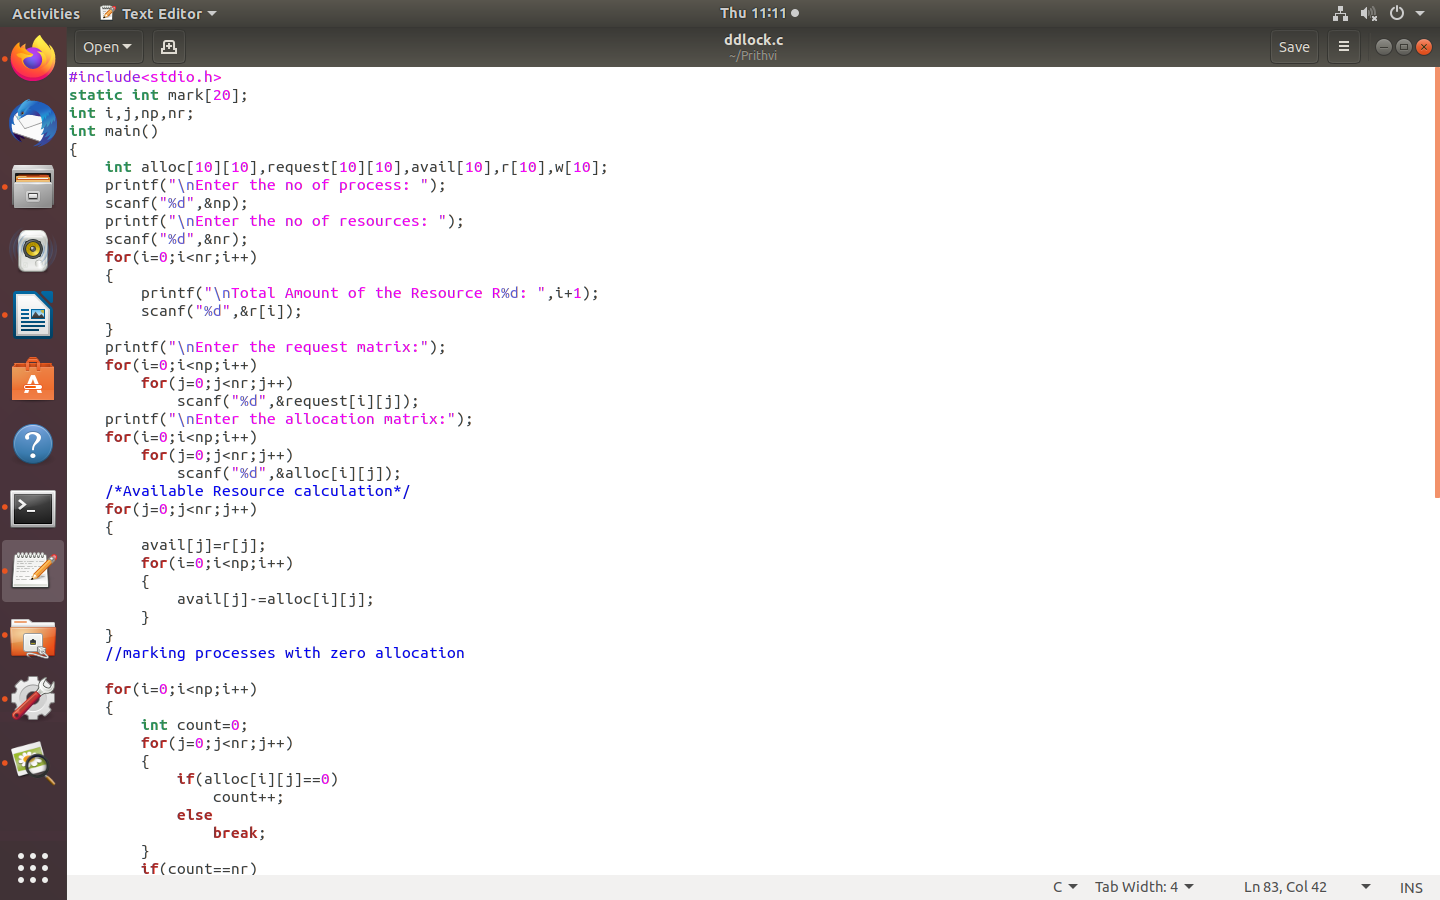 Activities Text Editor Thu 11:11
Open ddlock.c Save
~/Prithvi
#include<stdio.h>
static int mark[20];
int i,j,np,nr;
int main()
{
    int alloc[10][10],request[10][10],avail[10],r[10],w[10];
    printf("\nEnter the no of process: ");
    scanf("%d",&np);
    printf("\nEnter the no of resources: ");
    scanf("%d",&nr);
    for(i=0;i<nr;i++)
    {
        printf("\nTotal Amount of the Resource R%d: ",i+1);
        scanf("%d",&r[i]);
    }
    printf("\nEnter the request matrix:");
    for(i=0;i<np;i++)
        for(j=0;j<nr;j++)
            scanf("%d",&request[i][j]);
    printf("\nEnter the allocation matrix:");
    for(i=0;i<np;i++)
        for(j=0;j<nr;j++)
            scanf("%d",&alloc[i][j]);
    /*Available Resource calculation*/
    for(j=0;j<nr;j++)
    {
        avail[j]=r[j];
        for(i=0;i<np;i++)
        {
            avail[j]-=alloc[i][j];
        }
    }
    //marking processes with zero allocation
    for(i=0;i<np;i++)
    {
        int count=0;
        for(j=0;j<nr;j++)
        {
            if(alloc[i][j]==0)
                count++;
            else
                break;
        }
        if(count==nr)
C Tab Width: 4 Ln 83, Col 42 INS